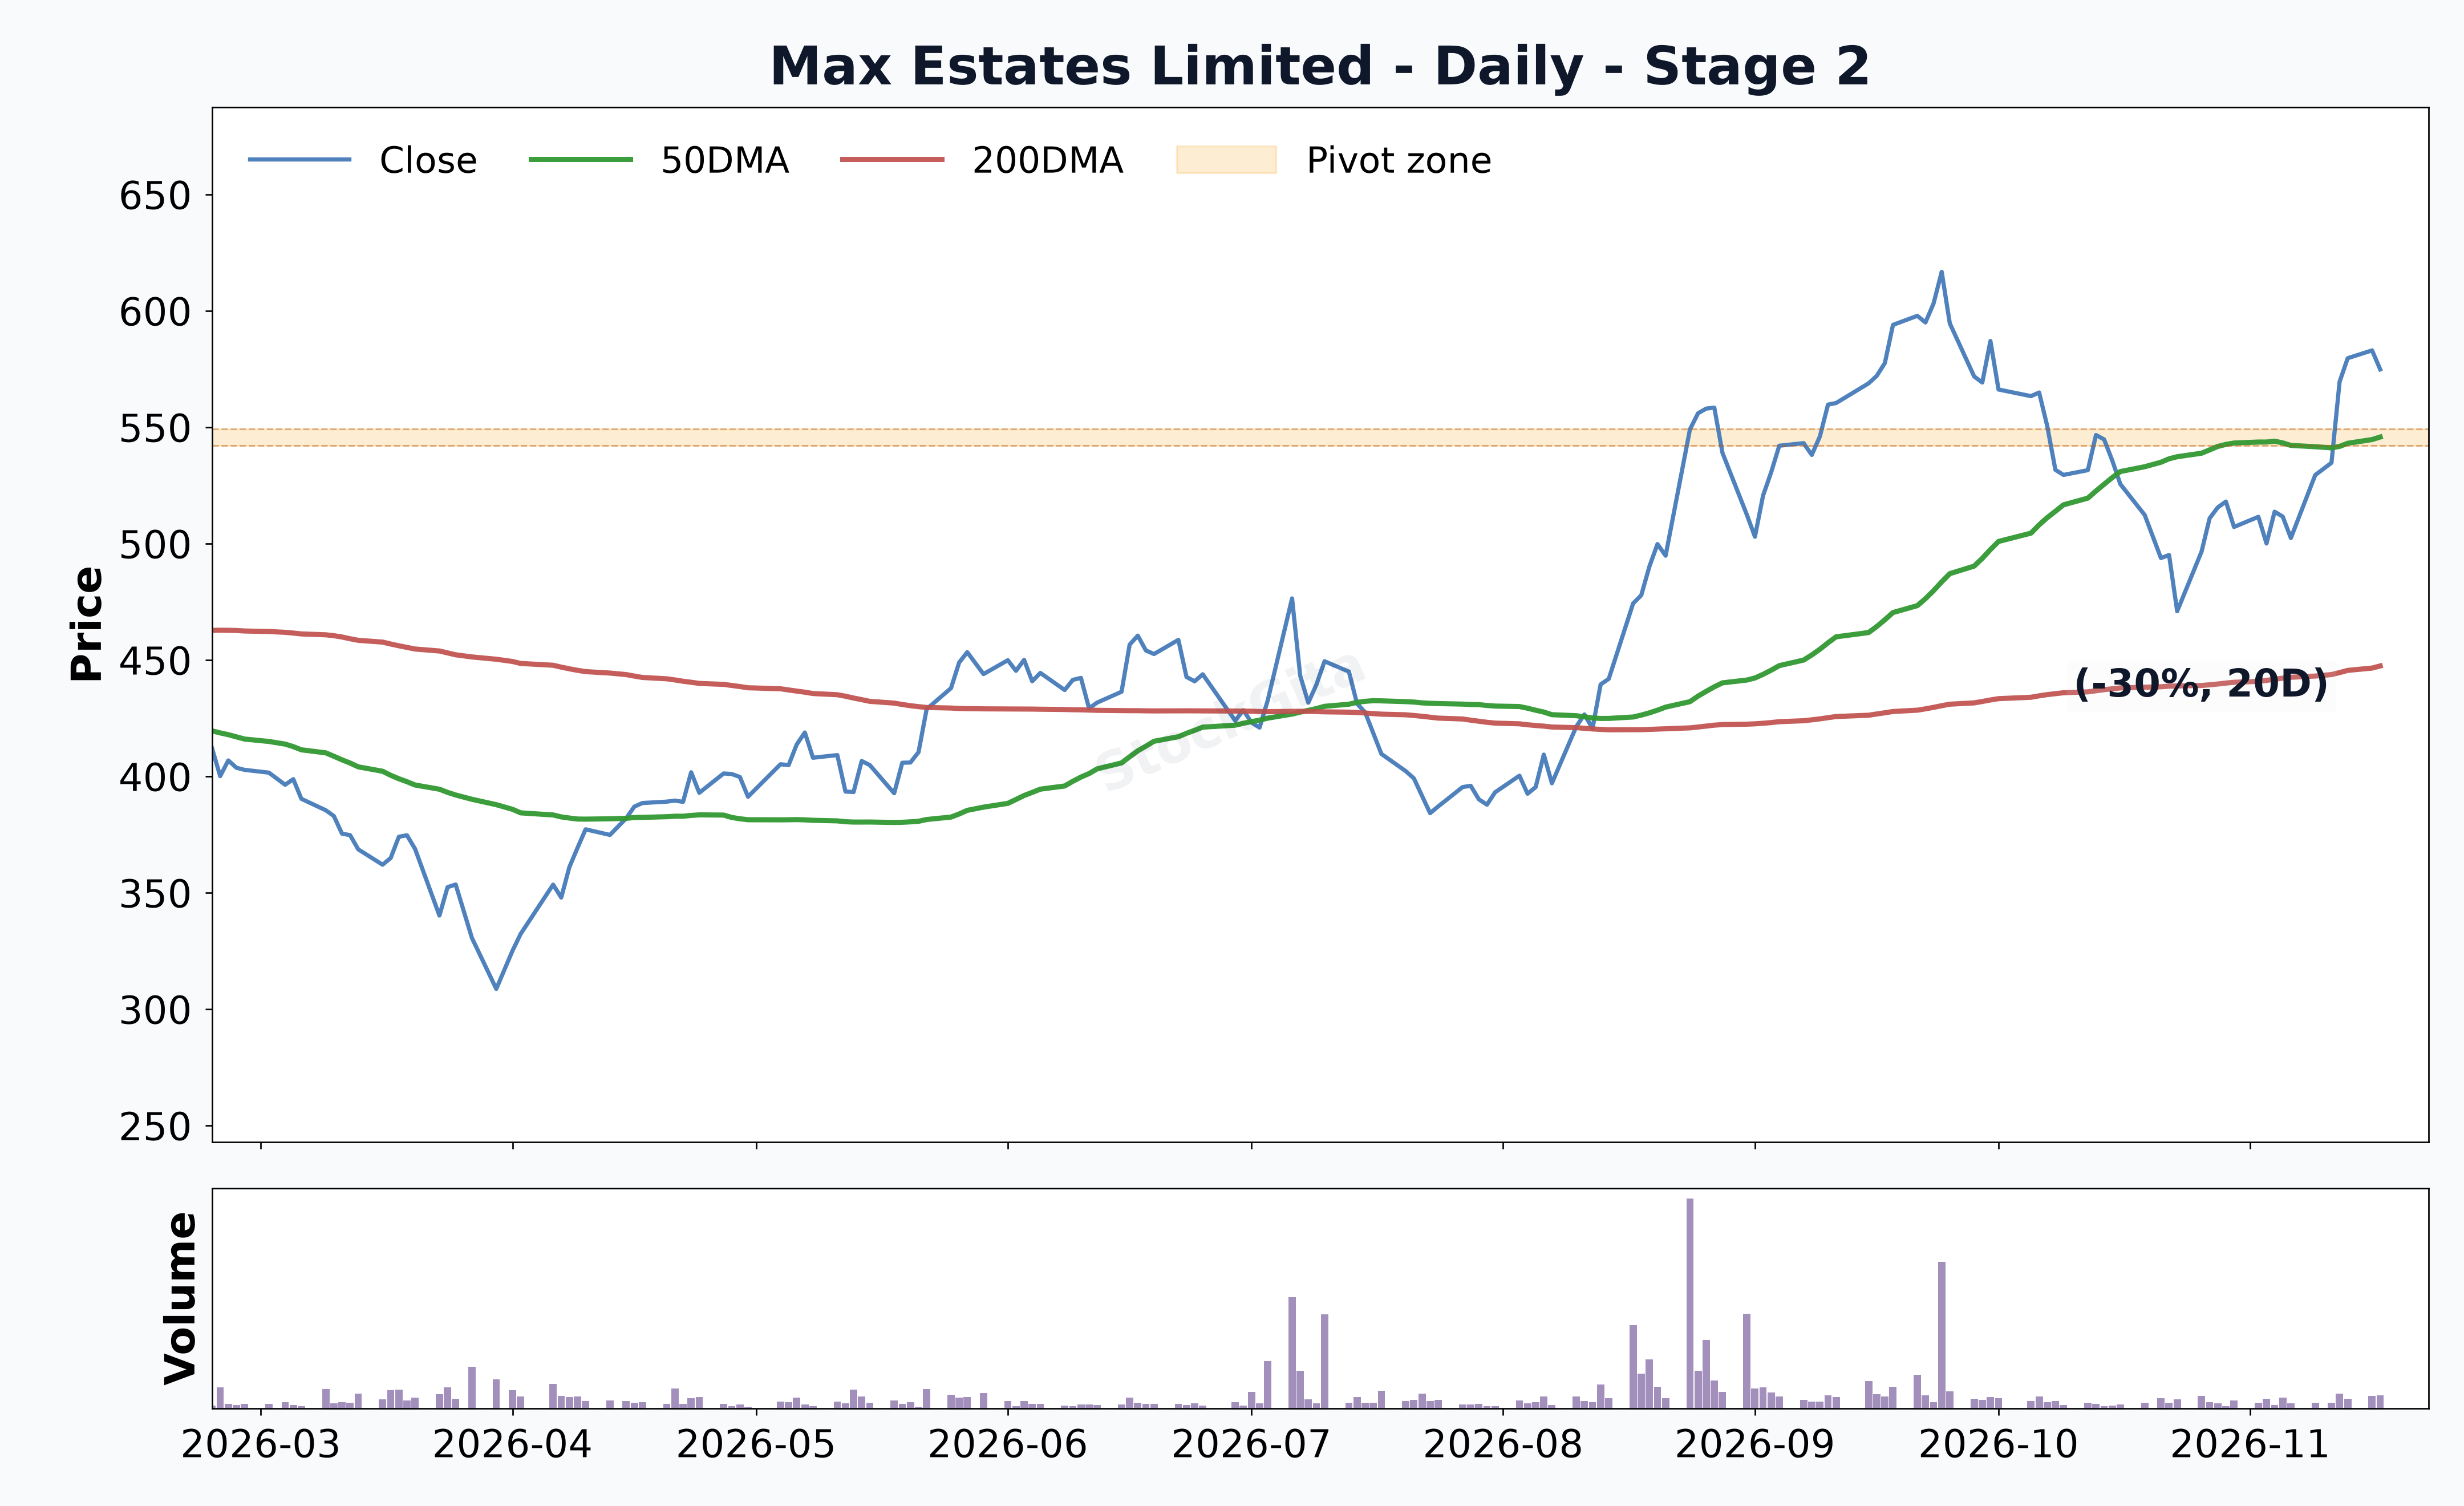 Max Estates Limited - Daily - Stage 2
Close 50DMA 200DMA Pivot zone
650
600
550
500
450
400
350
300
250
Price
StockGita
(-30%, 20D)
Volume
2026-03 2026-04 2026-05 2026-06 2026-07 2026-08 2026-09 2026-10 2026-11